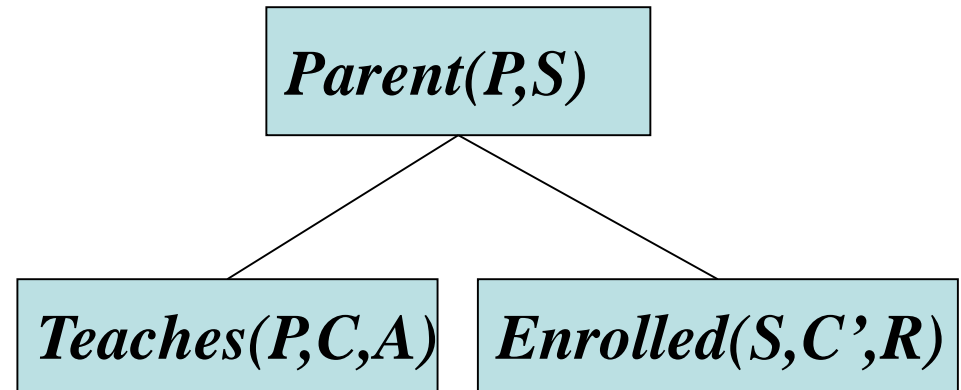 Parent(P,S)
Teaches(P,C,A)
Enrolled(S,C’,R)